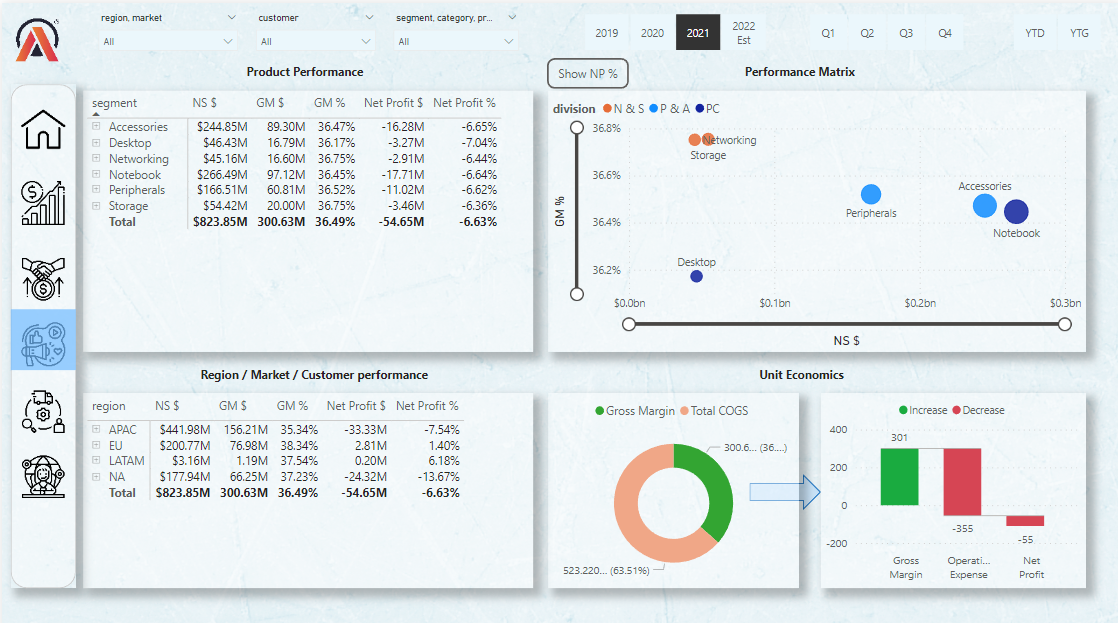 region, market
customer
segment, category, pr...
All
All
All
2019 2020 2021 2022 Est
Q1 Q2 Q3 Q4
YTD YTG
Product Performance
segment NS $ GM $ GM % Net Profit $ Net Profit %
Accessories $244.85M 89.30M 36.47% -16.28M -6.65%
Desktop $46.43M 16.79M 36.17% -3.27M -7.04%
Networking $45.16M 16.60M 36.75% -2.91M -6.44%
Notebook $266.49M 97.12M 36.45% -17.71M -6.64%
Peripherals $166.51M 60.81M 36.52% -11.02M -6.62%
Storage $54.42M 20.00M 36.75% -3.46M -6.36%
Total $823.85M 300.63M 36.49% -54.65M -6.63%
Show NP %
Performance Matrix
division N & S P & A PC
36.8%
36.6%
36.4%
36.2%
GM %
Networking
Storage
Accessories
Peripherals
Notebook
Desktop
$0.0bn $0.1bn $0.2bn $0.3bn
NS $
Region / Market / Customer performance
region NS $ GM $ GM % Net Profit $ Net Profit %
APAC $441.98M 156.21M 35.34% -33.33M -7.54%
EU $200.77M 76.98M 38.34% 2.81M 1.40%
LATAM $3.16M 1.19M 37.54% 0.20M 6.18%
NA $177.94M 66.25M 37.23% -24.32M -13.67%
Total $823.85M 300.63M 36.49% -54.65M -6.63%
Unit Economics
Gross Margin Total COGS
300.6... (36....)
523.220... (63.51%)
Increase Decrease
400
200
0
-200
301
-355
-55
Gross Margin
Operati... Expense
Net Profit